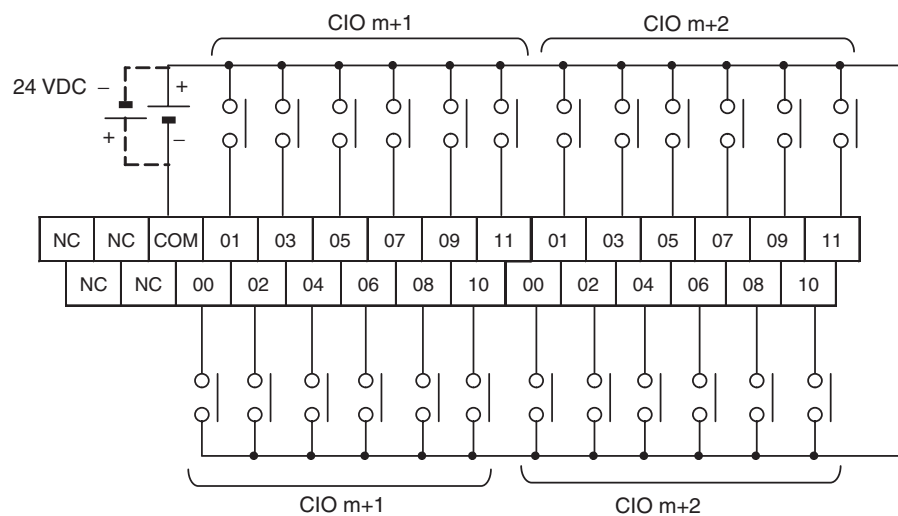 CIO m+1 CIO m+2
24 VDC – +
+ –
NC NC COM 01 03 05 07 09 11 01 03 05 07 09 11
NC NC 00 02 04 06 08 10 00 02 04 06 08 10
CIO m+1 CIO m+2